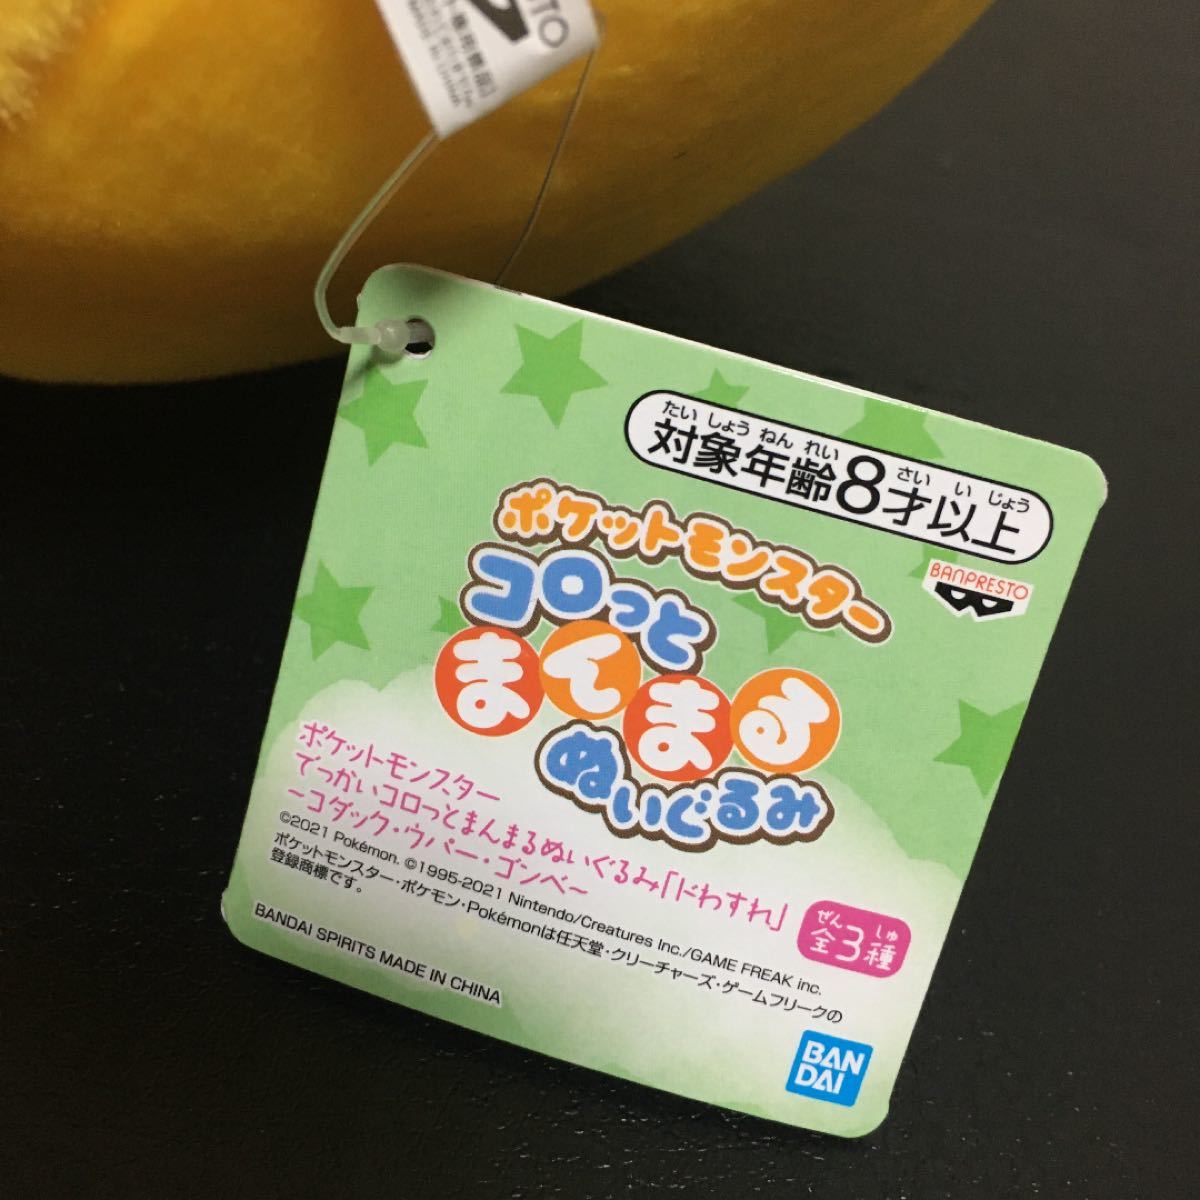 たいしょうねんれい さい いじょう
対象年齢8才以上
ポケットモンスター
BANPRESTO
コロっと
まんまる
ぬいぐるみ
ポケットモンスター
でっかいコロっとまんまるぬいぐるみ「ドわすれ」
～コダック・ウパー・ゴンベ～
ぜん しゅ
全3種
©2021 Pokémon. ©1995-2021 Nintendo/Creatures Inc./GAME FREAK inc.
ポケットモンスター・ポケモン・Pokémonは任天堂・クリーチャーズ・ゲームフリークの
登録商標です。
BANDAI SPIRITS MADE IN CHINA
BAN
DAI